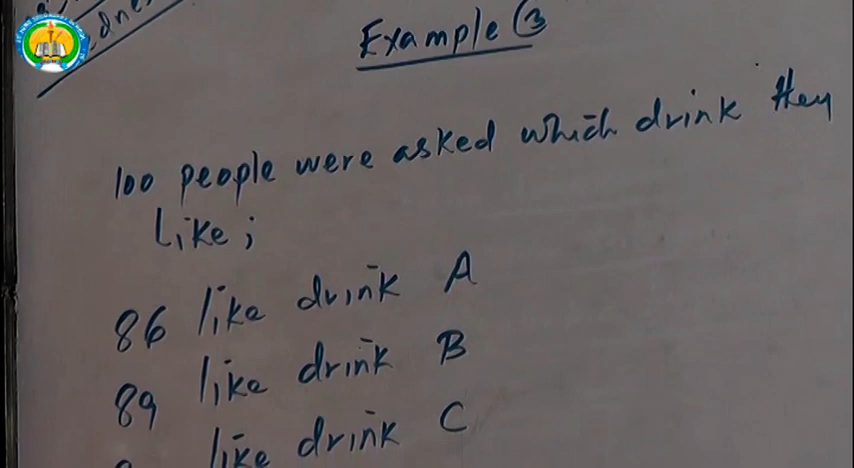 Example 3
100 people were asked which drink they
Like;
86 like drink A
89 like drink B
like drink C